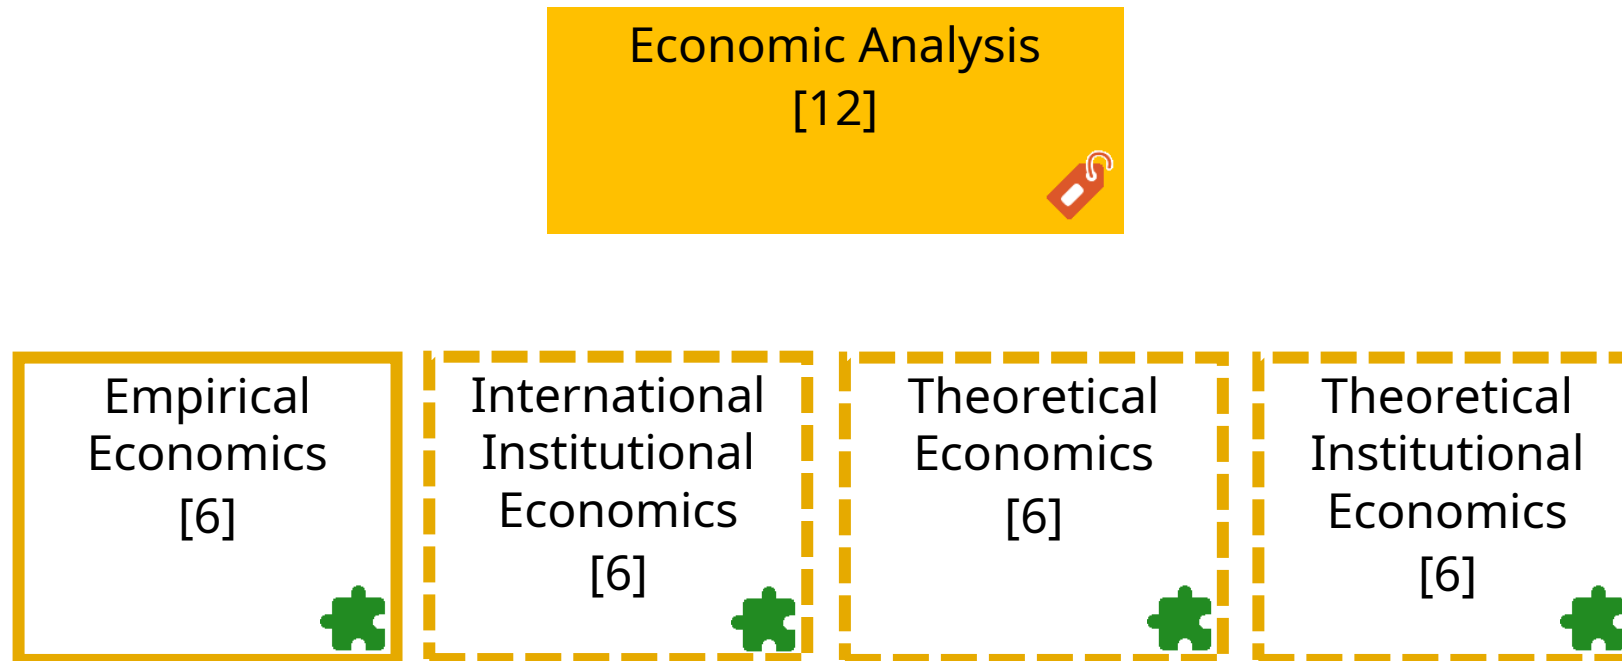 Economic Analysis
[12]
Empirical
Economics
[6]
International
Institutional
Economics
[6]
Theoretical
Economics
[6]
Theoretical
Institutional
Economics
[6]